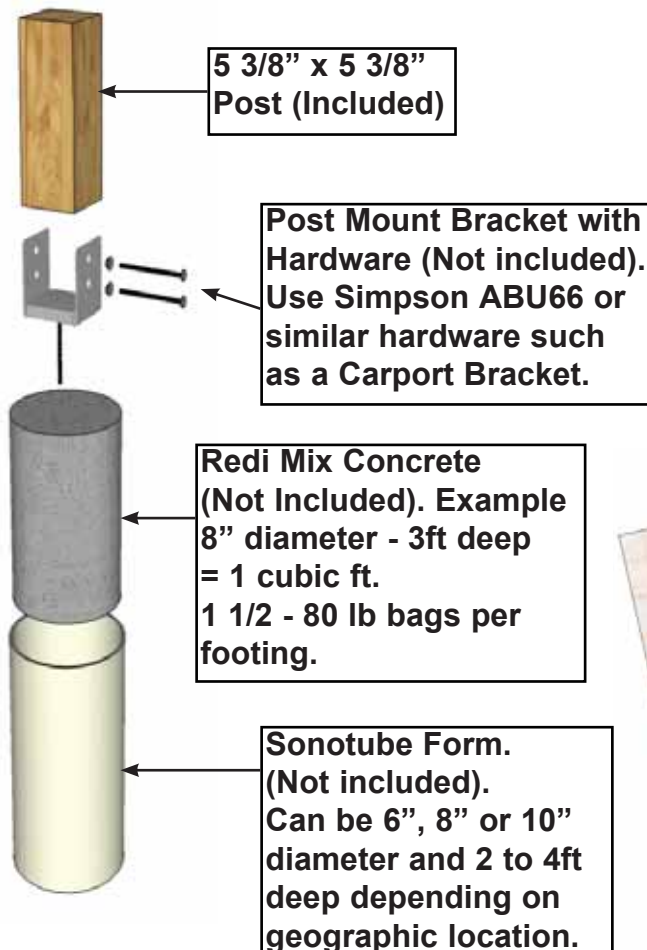 5 3/8” x 5 3/8”
Post (Included)
Post Mount Bracket with
Hardware (Not included).
Use Simpson ABU66 or
similar hardware such
as a Carport Bracket.
Redi Mix Concrete
(Not Included). Example
8” diameter - 3ft deep
= 1 cubic ft.
1 1/2 - 80 lb bags per
footing.
Sonotube Form.
(Not included).
Can be 6”, 8” or 10”
diameter and 2 to 4ft
deep depending on
geographic location.